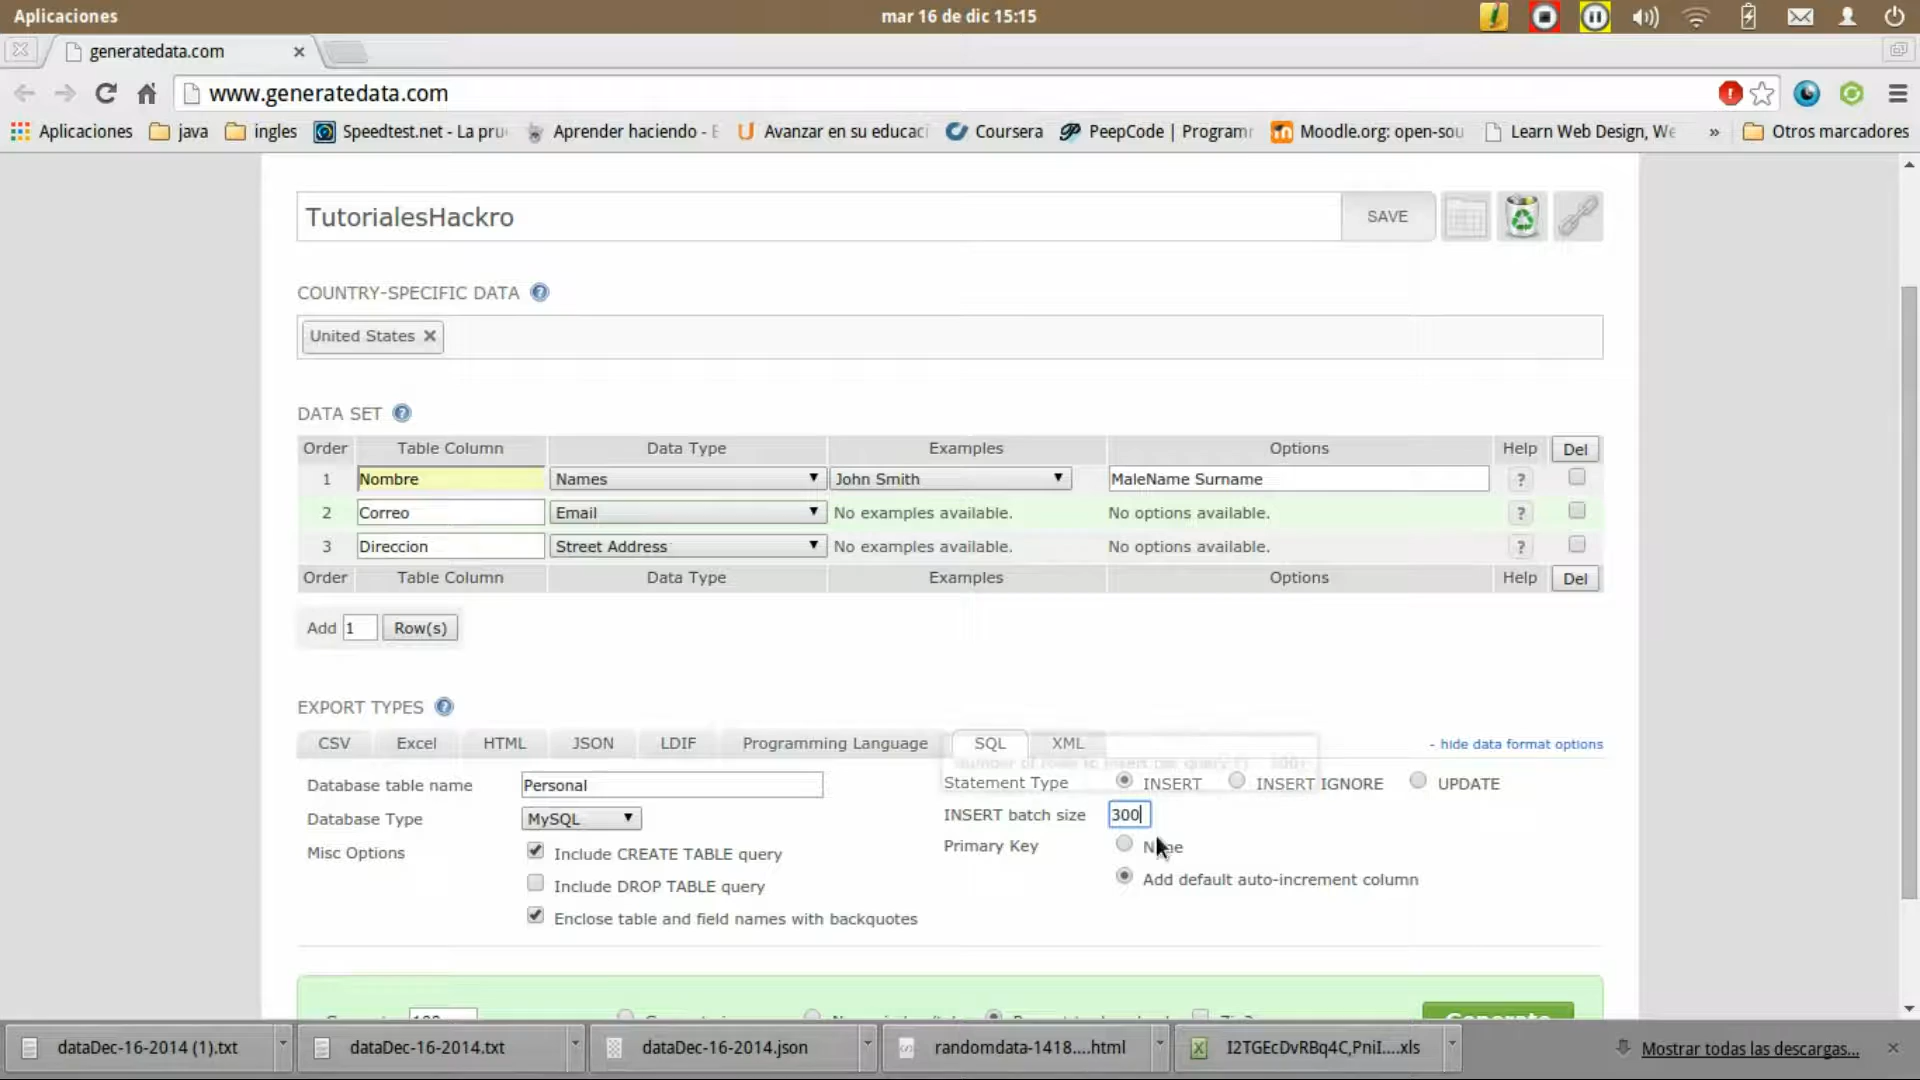 Aplicaciones mar 16 de dic 15:15
generatedata.com
www.generatedata.com
Aplicaciones java ingles Speedtest.net - La pru Aprender haciendo - E Avanzar en su educaci Coursera PeepCode | Program Moodle.org: open-sou Learn Web Design, We » Otros marcadores
TutorialesHackro SAVE
COUNTRY-SPECIFIC DATA ?
United States
DATA SET ?
Order Table Column Data Type Examples Options Help Del
1 Nombre Names John Smith MaleName Surname ?
2 Correo Email No examples available. No options available. ?
3 Direccion Street Address No examples available. No options available. ?
Order Table Column Data Type Examples Options Help Del
Add 1 Row(s)
EXPORT TYPES ?
CSV Excel HTML JSON LDIF Programming Language SQL XML - hide data format options
Database table name Personal Statement Type INSERT INSERT IGNORE UPDATE
Database Type MySQL INSERT batch size 300
Misc Options Include CREATE TABLE query Primary Key None
Include DROP TABLE query Add default auto-increment column
Enclose table and field names with backquotes
Generate
dataDec-16-2014 (1).txt dataDec-16-2014.txt dataDec-16-2014.json randomdata-1418....html I2TGEcDvRBq4C,PniI....xls Mostrar todas las descargas...